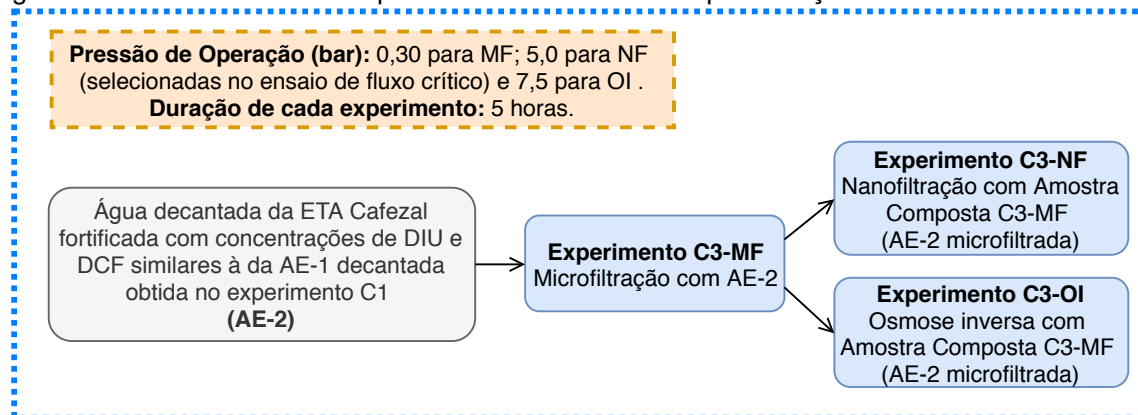 Pressão de Operação (bar): 0,30 para MF; 5,0 para NF
(selecionadas no ensaio de fluxo crítico) e 7,5 para OI .
Duração de cada experimento: 5 horas.
Água decantada da ETA Cafezal
fortificada com concentrações de DIU e
DCF similares à da AE-1 decantada
obtida no experimento C1
(AE-2)
Experimento C3-MF
Microfiltração com AE-2
Experimento C3-NF
Nanofiltração com Amostra
Composta C3-MF
(AE-2 microfiltrada)
Experimento C3-OI
Osmose inversa com
Amostra Composta C3-MF
(AE-2 microfiltrada)